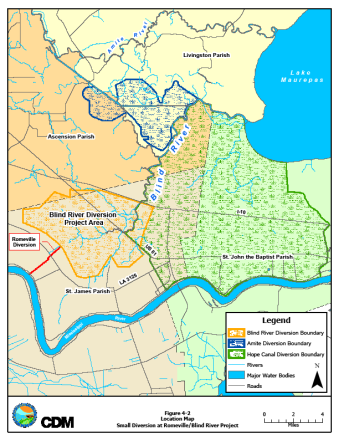 Amite River
Livingston Parish
Lake
Maurepas
Ascension Parish
Blind River
Blind River Diversion
Project Area
I-10
Romeville
Diversion
US 61
St. John the Baptist Parish
LA 3125
St. James Parish
Mississippi River
Legend
Blind River Diversion Boundary
Amite Diversion Boundary
Hope Canal Diversion Boundary
Rivers
Major Water Bodies
Roads
N
CDM
Figure 4-2
Location Map
Small Diversion at Romeville/Blind River Project
0 2 4
Miles